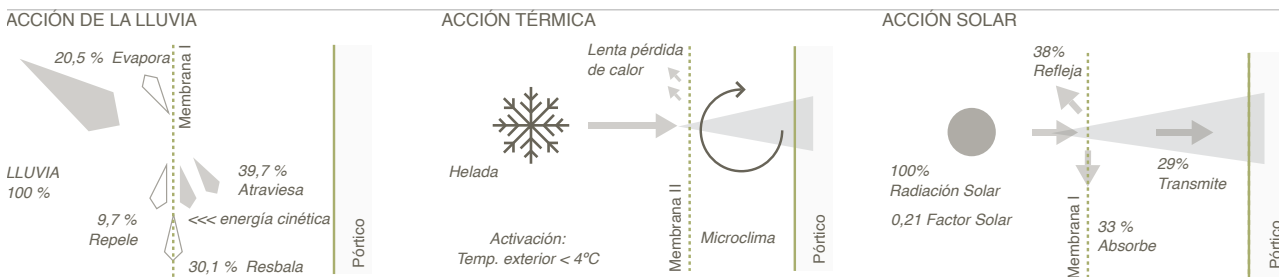 ACCIÓN DE LA LLUVIA
20,5 % Evapora
Membrana I
LLUVIA
100 %
39,7 %
Atraviesa
9,7 %
Repele
<<< energía cinética
30,1 % Resbala
Pórtico
ACCIÓN TÉRMICA
Lenta pérdida
de calor
Helada
Activación:
Temp. exterior < 4ºC
Membrana II
Microclima
Pórtico
ACCIÓN SOLAR
38%
Refleja
100%
Radiación Solar
0,21 Factor Solar
Membrana I
29%
Transmite
33 %
Absorbe
Pórtico